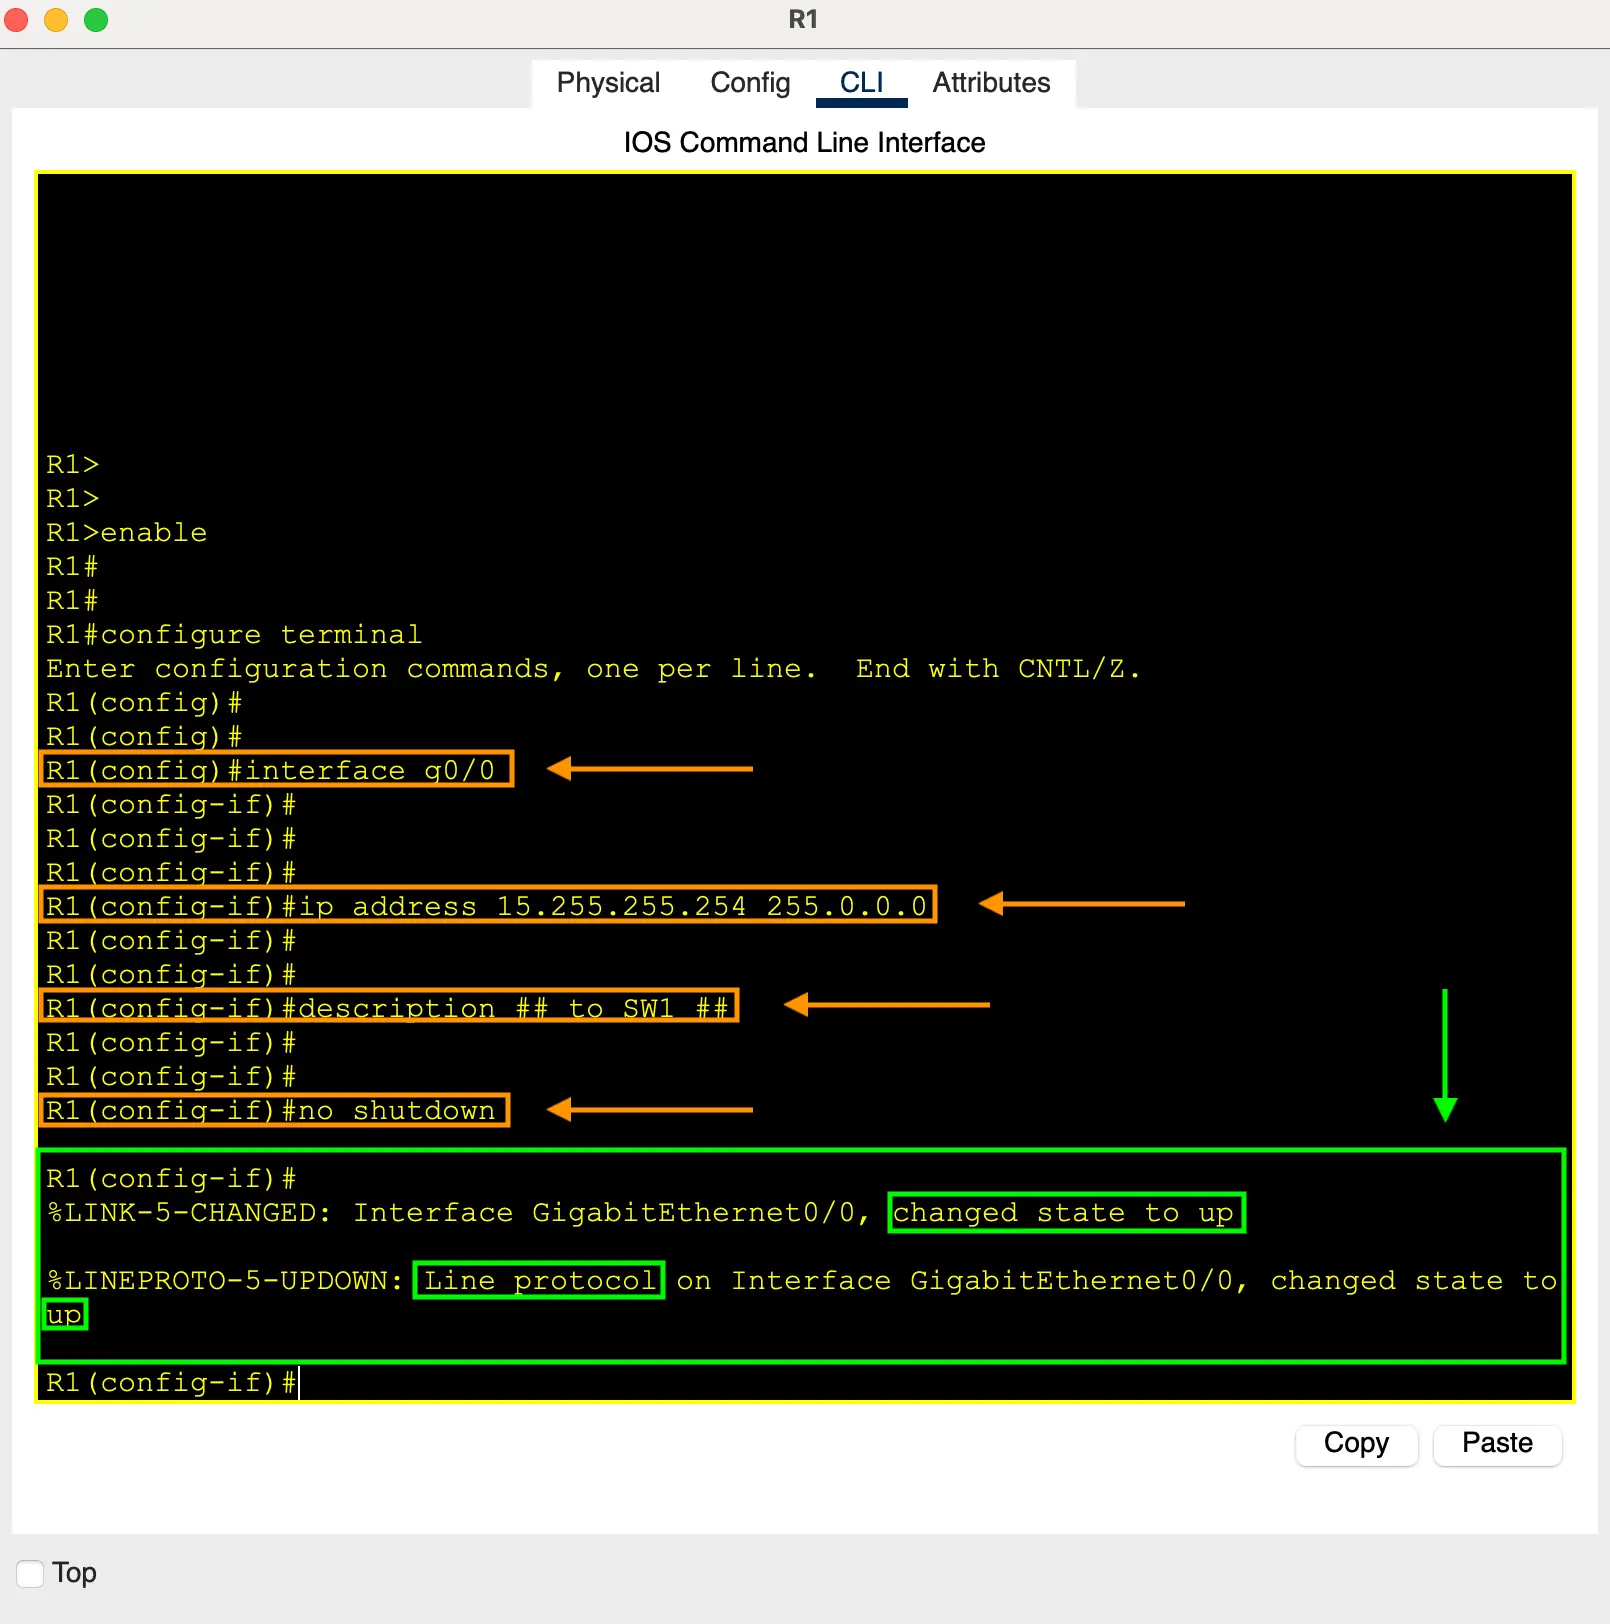 R1
Physical Config CLI Attributes
IOS Command Line Interface
R1>
R1>
R1>enable
R1#
R1#
R1#configure terminal
Enter configuration commands, one per line.  End with CNTL/Z.
R1(config)#
R1(config)#
R1(config)#interface g0/0
R1(config-if)#
R1(config-if)#
R1(config-if)#
R1(config-if)#ip address 15.255.255.254 255.0.0.0
R1(config-if)#
R1(config-if)#
R1(config-if)#description ## to SW1 ##
R1(config-if)#
R1(config-if)#
R1(config-if)#no shutdown
R1(config-if)#
%LINK-5-CHANGED: Interface GigabitEthernet0/0, changed state to up
%LINEPROTO-5-UPDOWN: Line protocol on Interface GigabitEthernet0/0, changed state to
up
R1(config-if)#
Copy Paste
Top